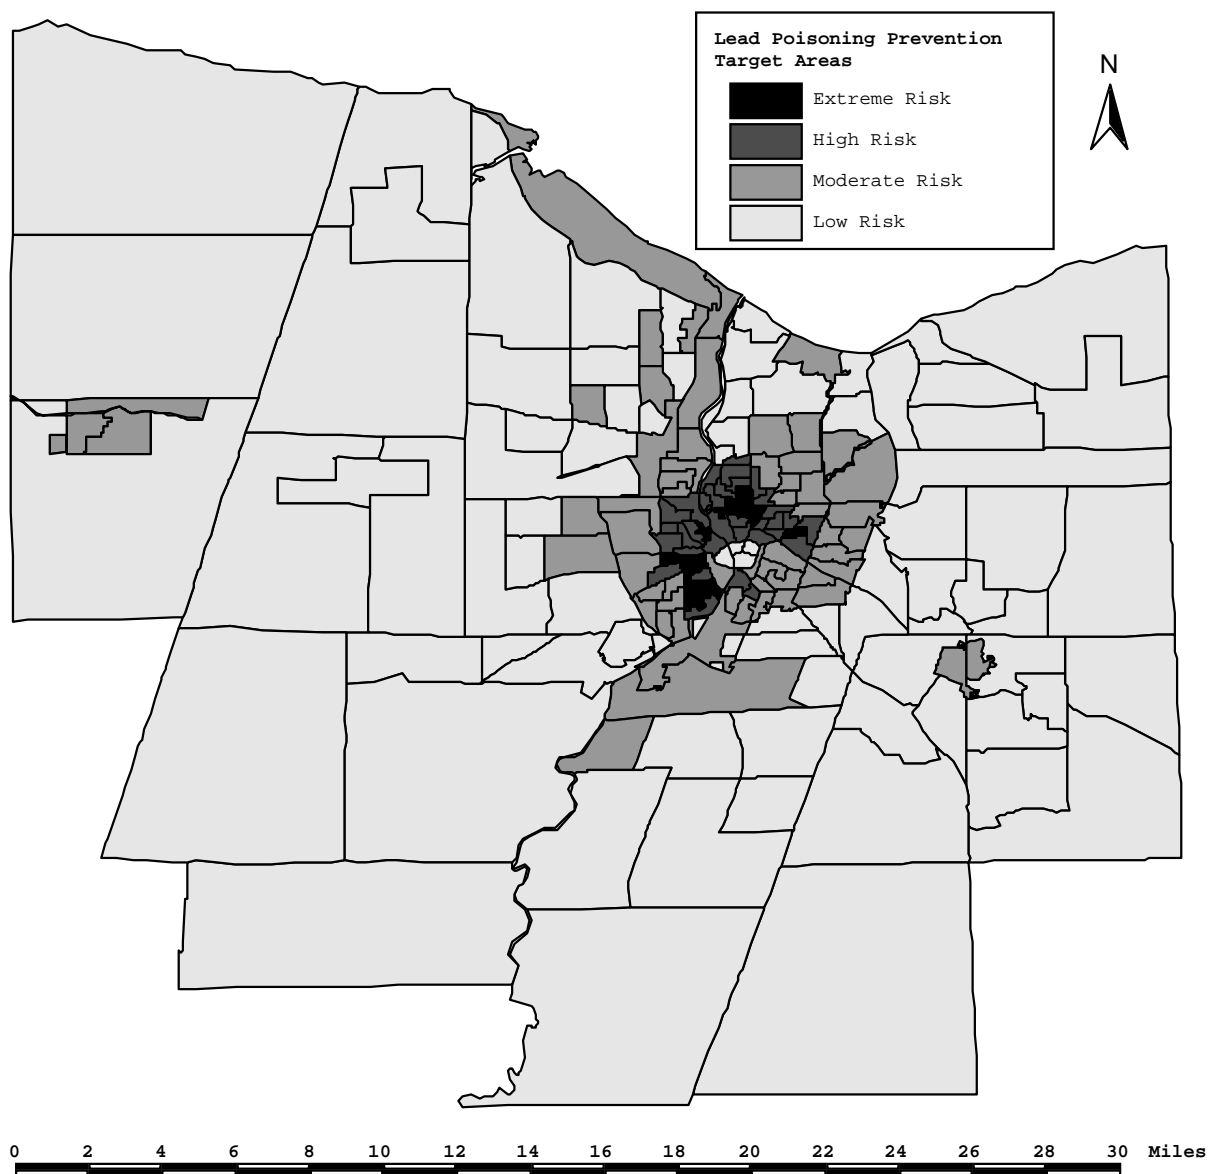 Lead Poisoning Prevention
Target Areas
N
Extreme Risk
High Risk
Moderate Risk
Low Risk
0 2 4 6 8 10 12 14 16 18 20 22 24 26 28 30 Miles